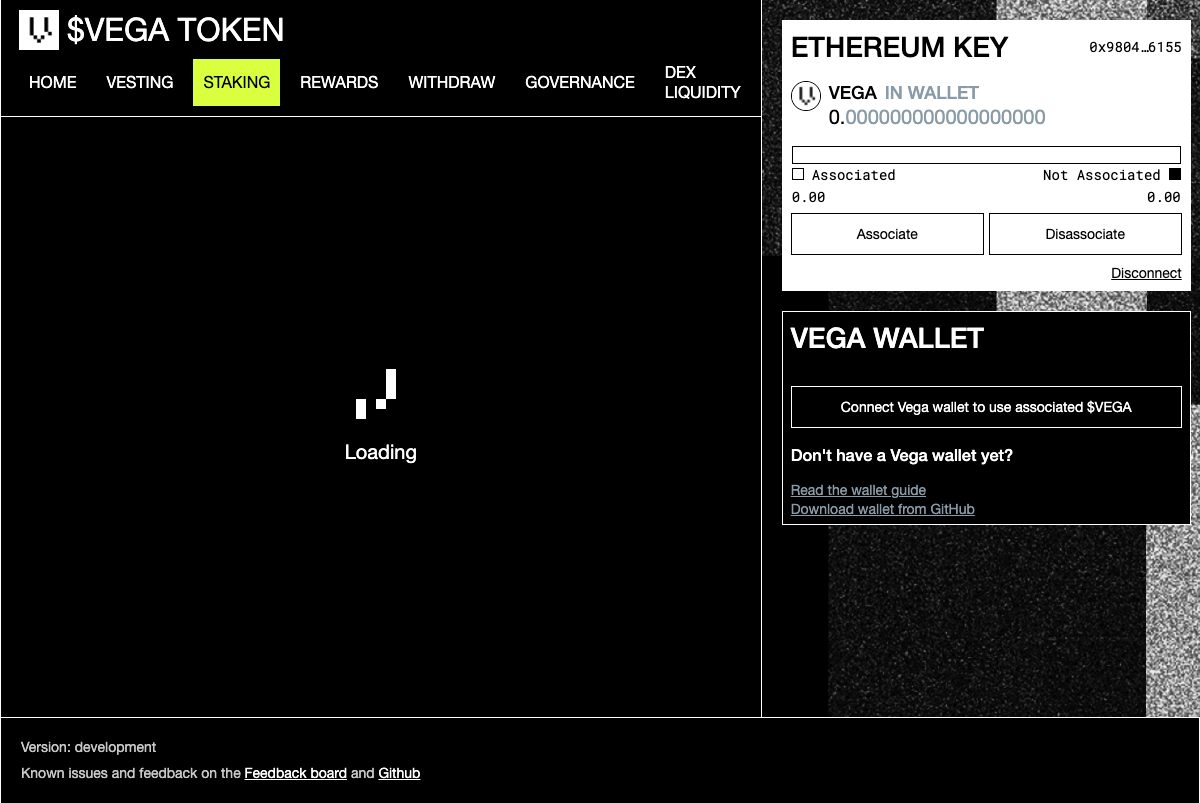 $VEGA TOKEN
HOME VESTING STAKING REWARDS WITHDRAW GOVERNANCE DEX LIQUIDITY
Loading
ETHEREUM KEY 0x9804…6155
VEGA IN WALLET
0.000000000000000000
Associated Not Associated
0.00 0.00
Associate Disassociate
Disconnect
VEGA WALLET
Connect Vega wallet to use associated $VEGA
Don't have a Vega wallet yet?
Read the wallet guide
Download wallet from GitHub
Version: development
Known issues and feedback on the Feedback board and Github